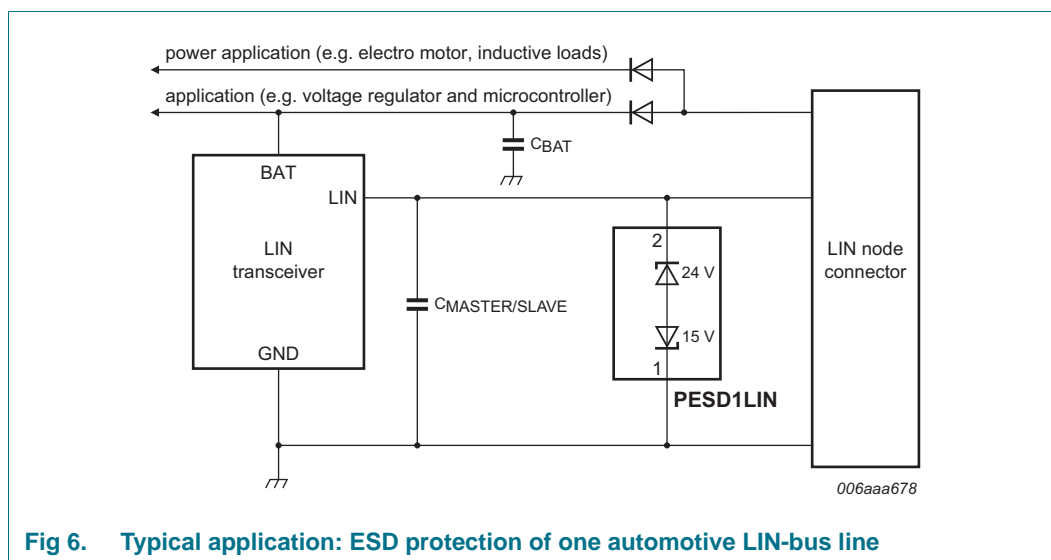 power application (e.g. electro motor, inductive loads)
application (e.g. voltage regulator and microcontroller)
CBAT
BAT
LIN
LIN
transceiver
GND
CMASTER/SLAVE
2
24 V
15 V
1
PESD1LIN
LIN node
connector
006aaa678
Fig 6. Typical application: ESD protection of one automotive LIN-bus line